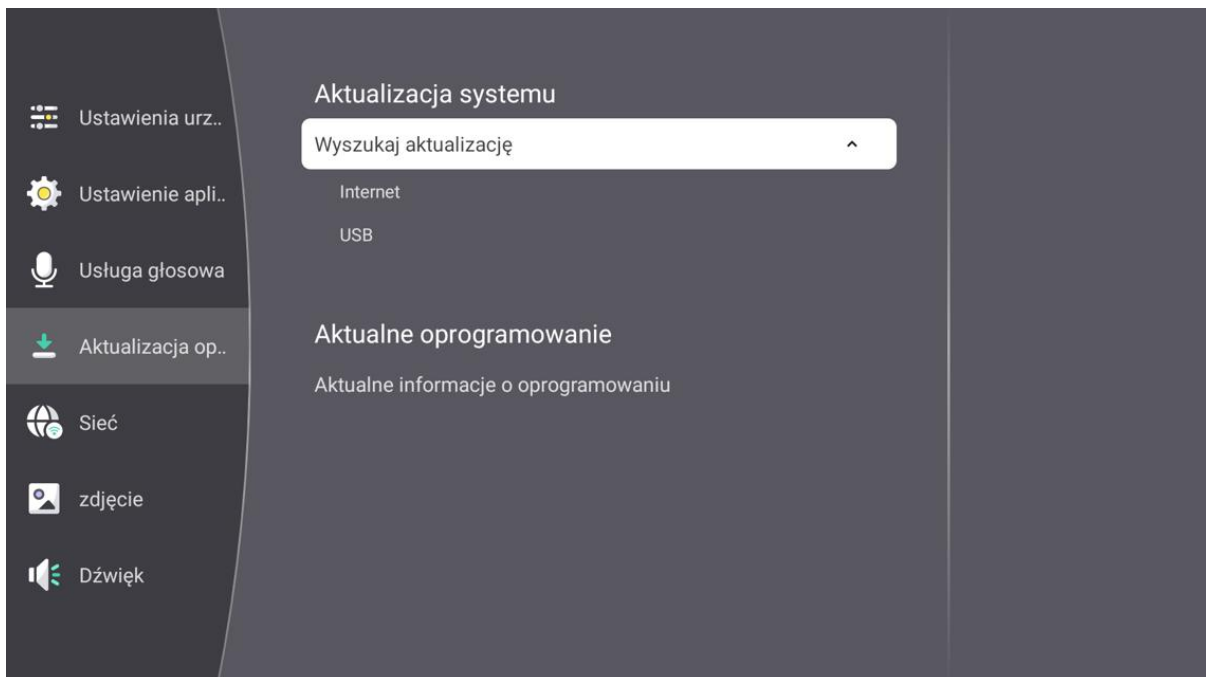 Ustawienia urz..
Ustawienie apli..
Usługa głosowa
Aktualizacja op..
Sieć
zdjęcie
Dźwięk
Aktualizacja systemu
Wyszukaj aktualizację
Internet
USB
Aktualne oprogramowanie
Aktualne informacje o oprogramowaniu